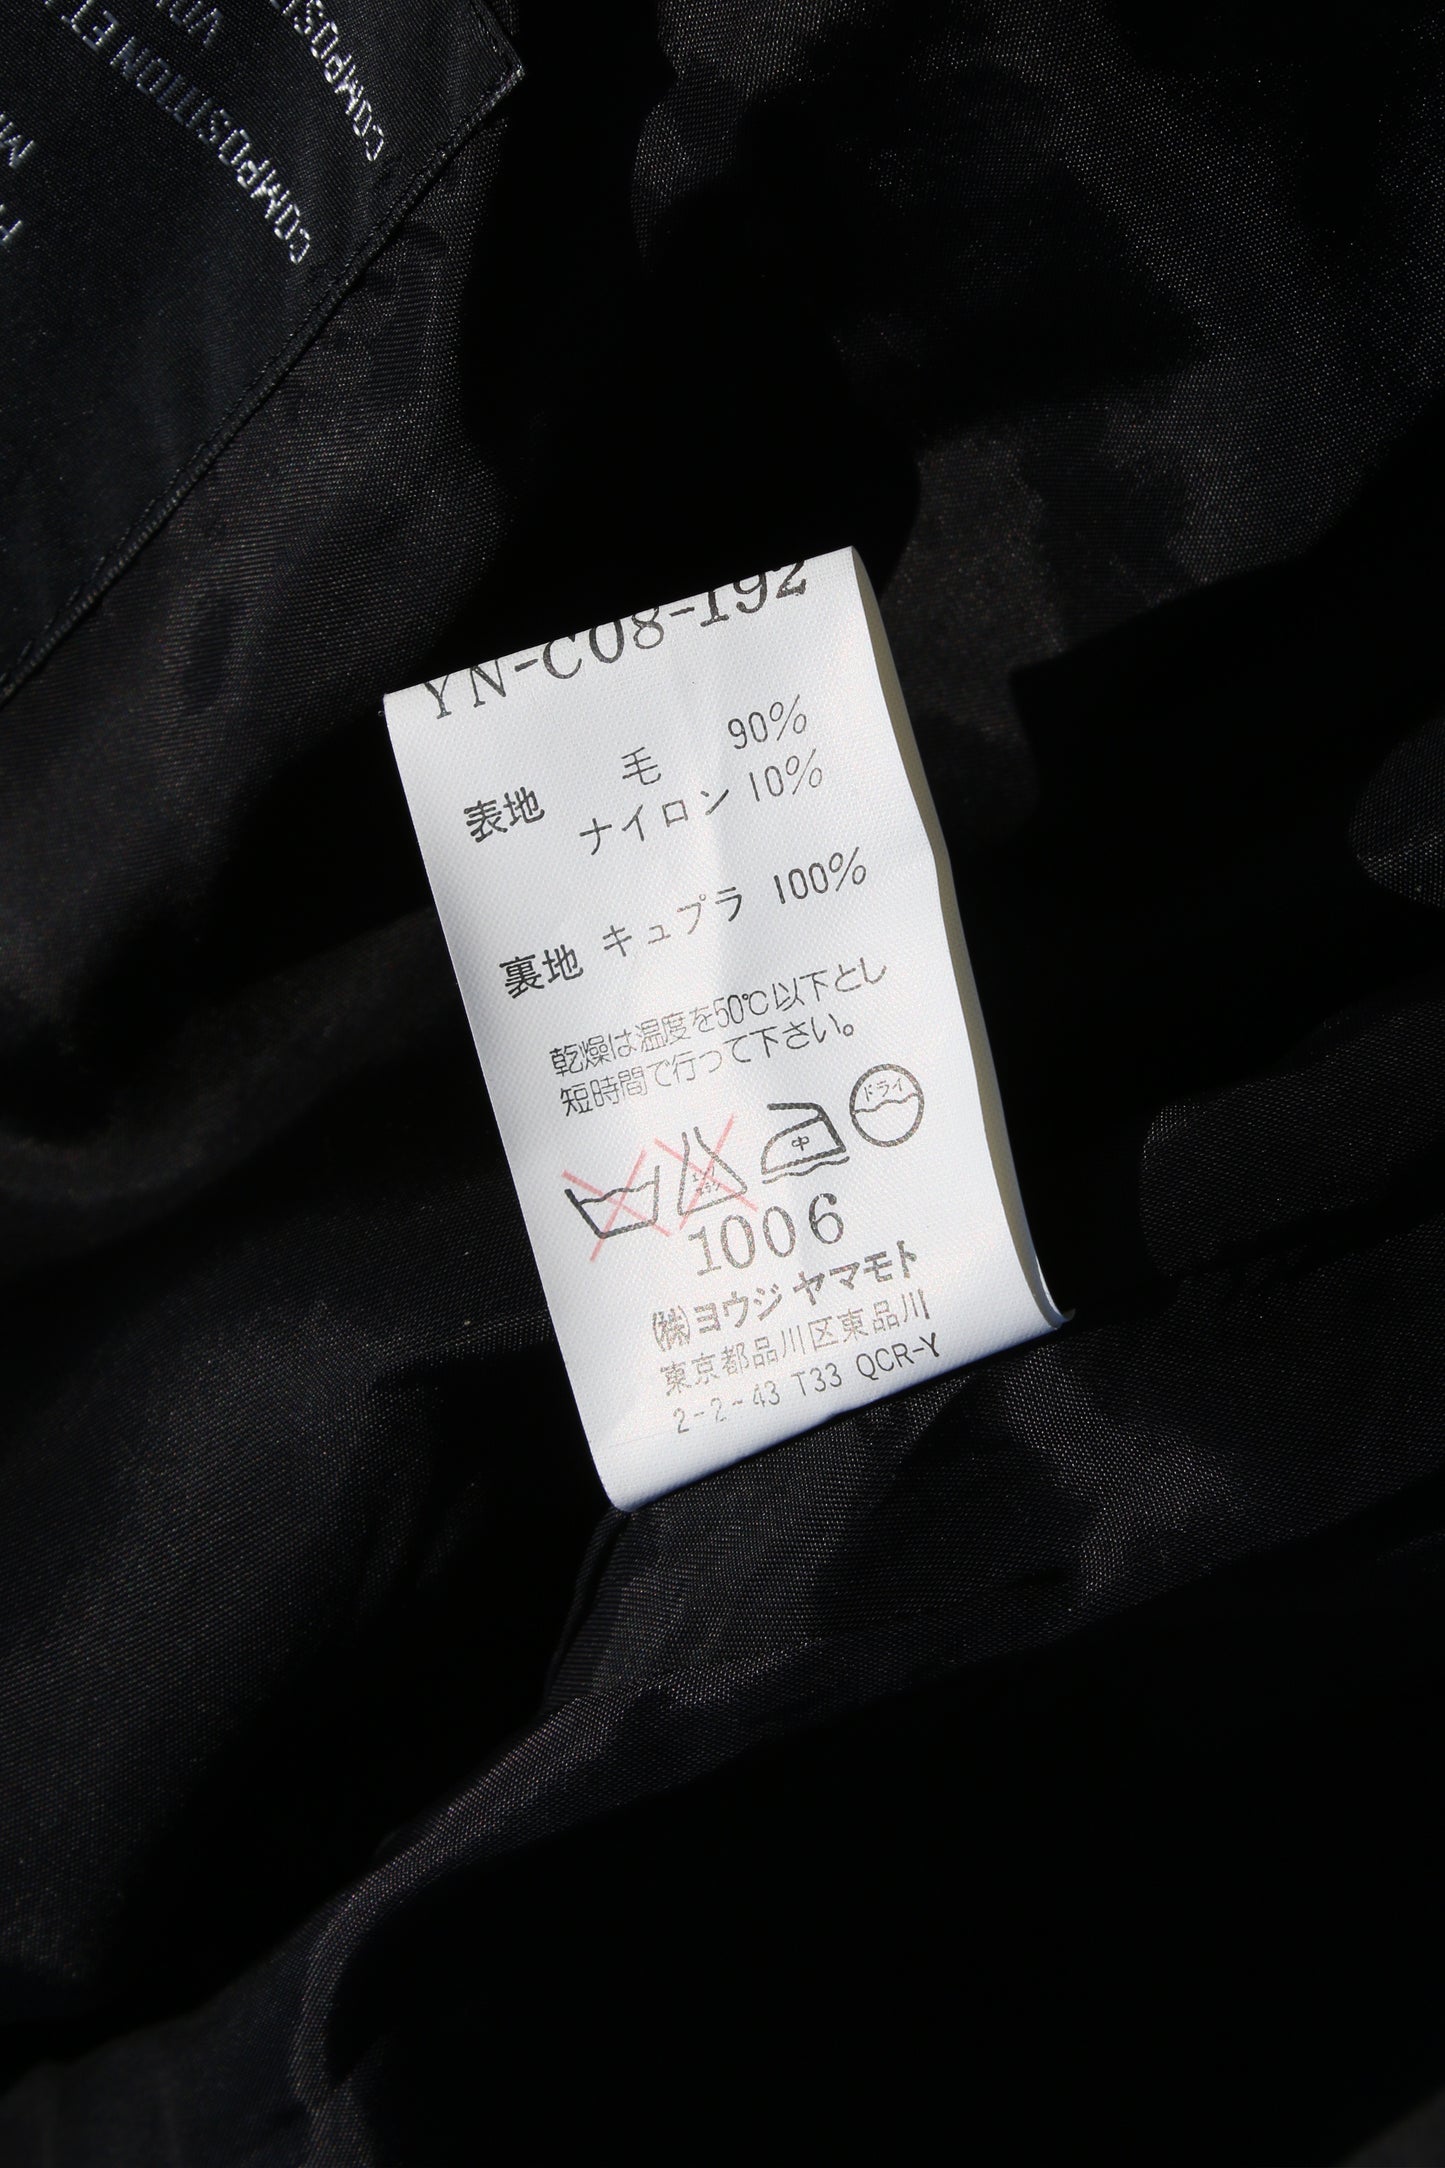 COMPOSITION ET
YN-C08-192
毛 90%
表地
ナイロン 10%
裏地 キュプラ 100%
乾燥は温度を50℃以下とし
短時間で行って下さい。
ドライ
中
1006
(株)ヨウジ ヤマモト
東京都品川区東品川
2-2-43 T33 QCR-Y